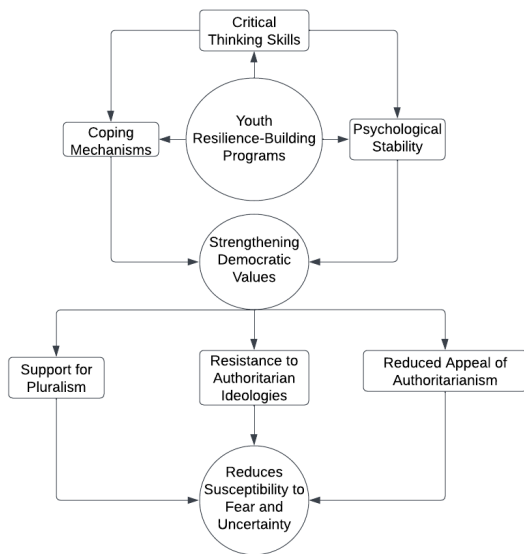 Critical
Thinking Skills
Youth
Resilience-Building
Programs
Coping
Mechanisms
Psychological
Stability
Strengthening
Democratic
Values
Support for
Pluralism
Resistance to
Authoritarian
Ideologies
Reduced Appeal of
Authoritarianism
Reduces
Susceptibility to
Fear and
Uncertainty